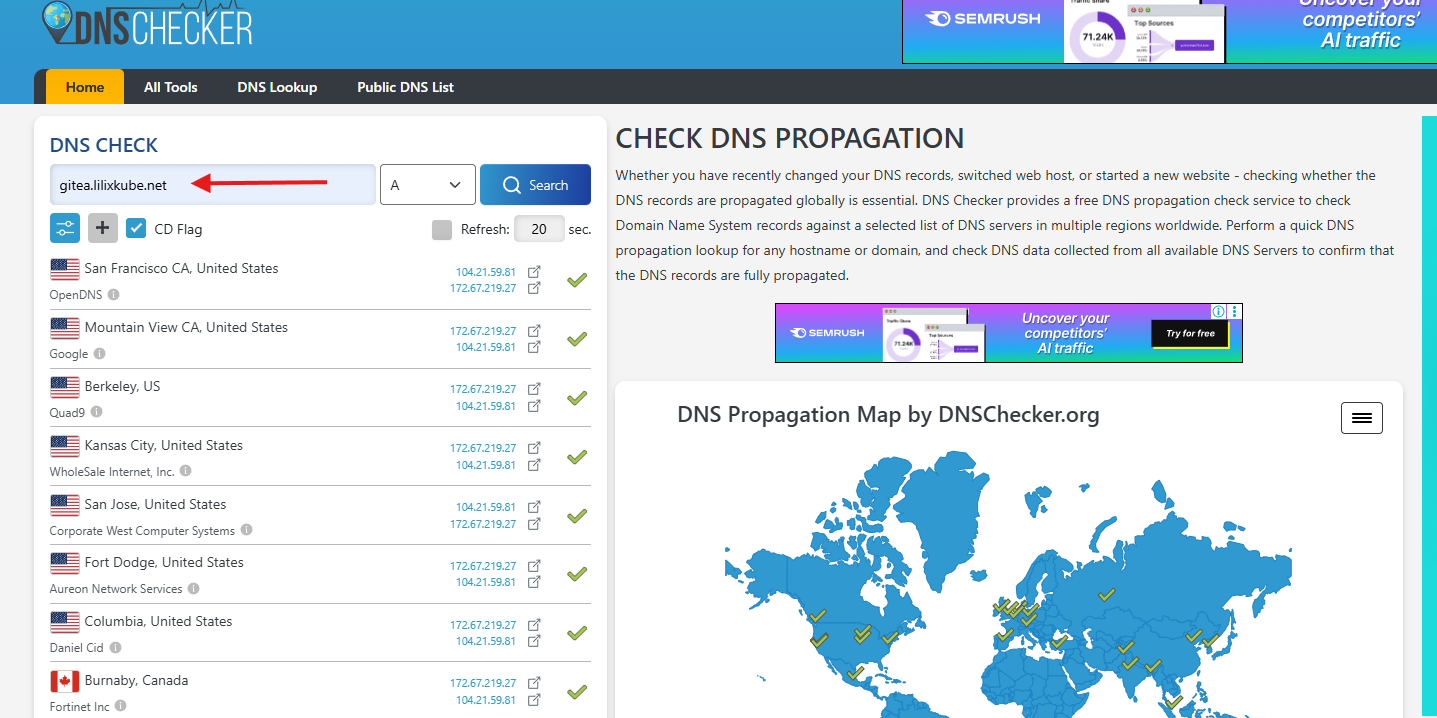 DNSCHECKER
SEMRUSH
Traffic Share
71.24K
Visits
Top Sources
Uncover your
competitors'
AI traffic
Home
All Tools
DNS Lookup
Public DNS List
DNS CHECK
gitea.lilixkube.net
A
Search
CD Flag
Refresh: 20 sec.
San Francisco CA, United States
104.21.59.81
172.67.219.27
OpenDNS
Mountain View CA, United States
172.67.219.27
104.21.59.81
Google
Berkeley, US
172.67.219.27
104.21.59.81
Quad9
Kansas City, United States
172.67.219.27
104.21.59.81
WholeSale Internet, Inc.
San Jose, United States
104.21.59.81
172.67.219.27
Corporate West Computer Systems
Fort Dodge, United States
172.67.219.27
104.21.59.81
Aureon Network Services
Columbia, United States
172.67.219.27
104.21.59.81
Daniel Cid
Burnaby, Canada
172.67.219.27
104.21.59.81
Fortinet Inc
CHECK DNS PROPAGATION
Whether you have recently changed your DNS records, switched web host, or started a new website - checking whether the
DNS records are propagated globally is essential. DNS Checker provides a free DNS propagation check service to check
Domain Name System records against a selected list of DNS servers in multiple regions worldwide. Perform a quick DNS
propagation lookup for any hostname or domain, and check DNS data collected from all available DNS Servers to confirm that
the DNS records are fully propagated.
SEMRUSH
Traffic Share
71.24K
Top Sources
Uncover your
competitors'
AI traffic
Try for free
DNS Propagation Map by DNSChecker.org